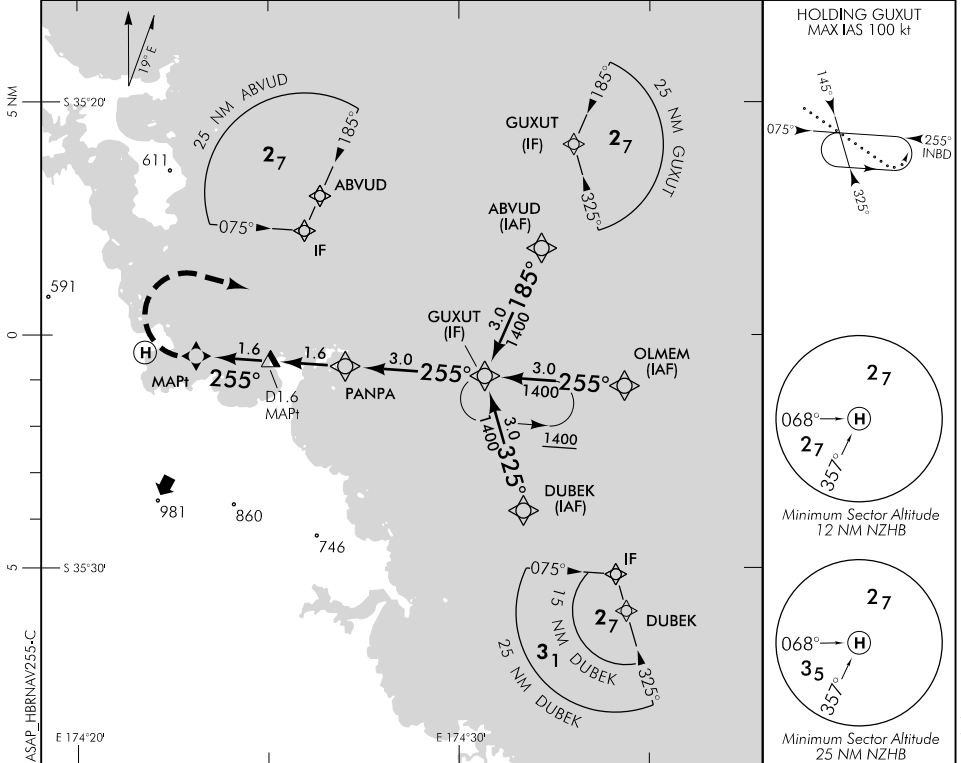 HOLDING GUXUT
MAX IAS 100 kt
145°
075°
255°
INBD
325°
19° E
5 NM
S 35°20'
25 NM ABVUD
185°
27
611
ABVUD
075°
IF
185°
GUXUT
(IF)
27
25 NM GUXUT
325°
ABVUD
(IAF)
185°
3.0
1400
591
0
H
MAPt
1.6
255°
D1.6
MAPt
1.6
PANPA
3.0
255°
GUXUT
(IF)
3.0
1400
255°
OLMEM
(IAF)
1400
3.0
1400
325°
DUBEK
(IAF)
981
860
746
5
S 35°30'
075°
IF
27
DUBEK
15 NM DUBEK
31
25 NM DUBEK
325°
27
068°
H
27
357°
Minimum Sector Altitude
12 NM NZHB
27
068°
H
35
357°
Minimum Sector Altitude
25 NM NZHB
ASAP_HBRNAV255-C
E 174°20'
E 174°30'